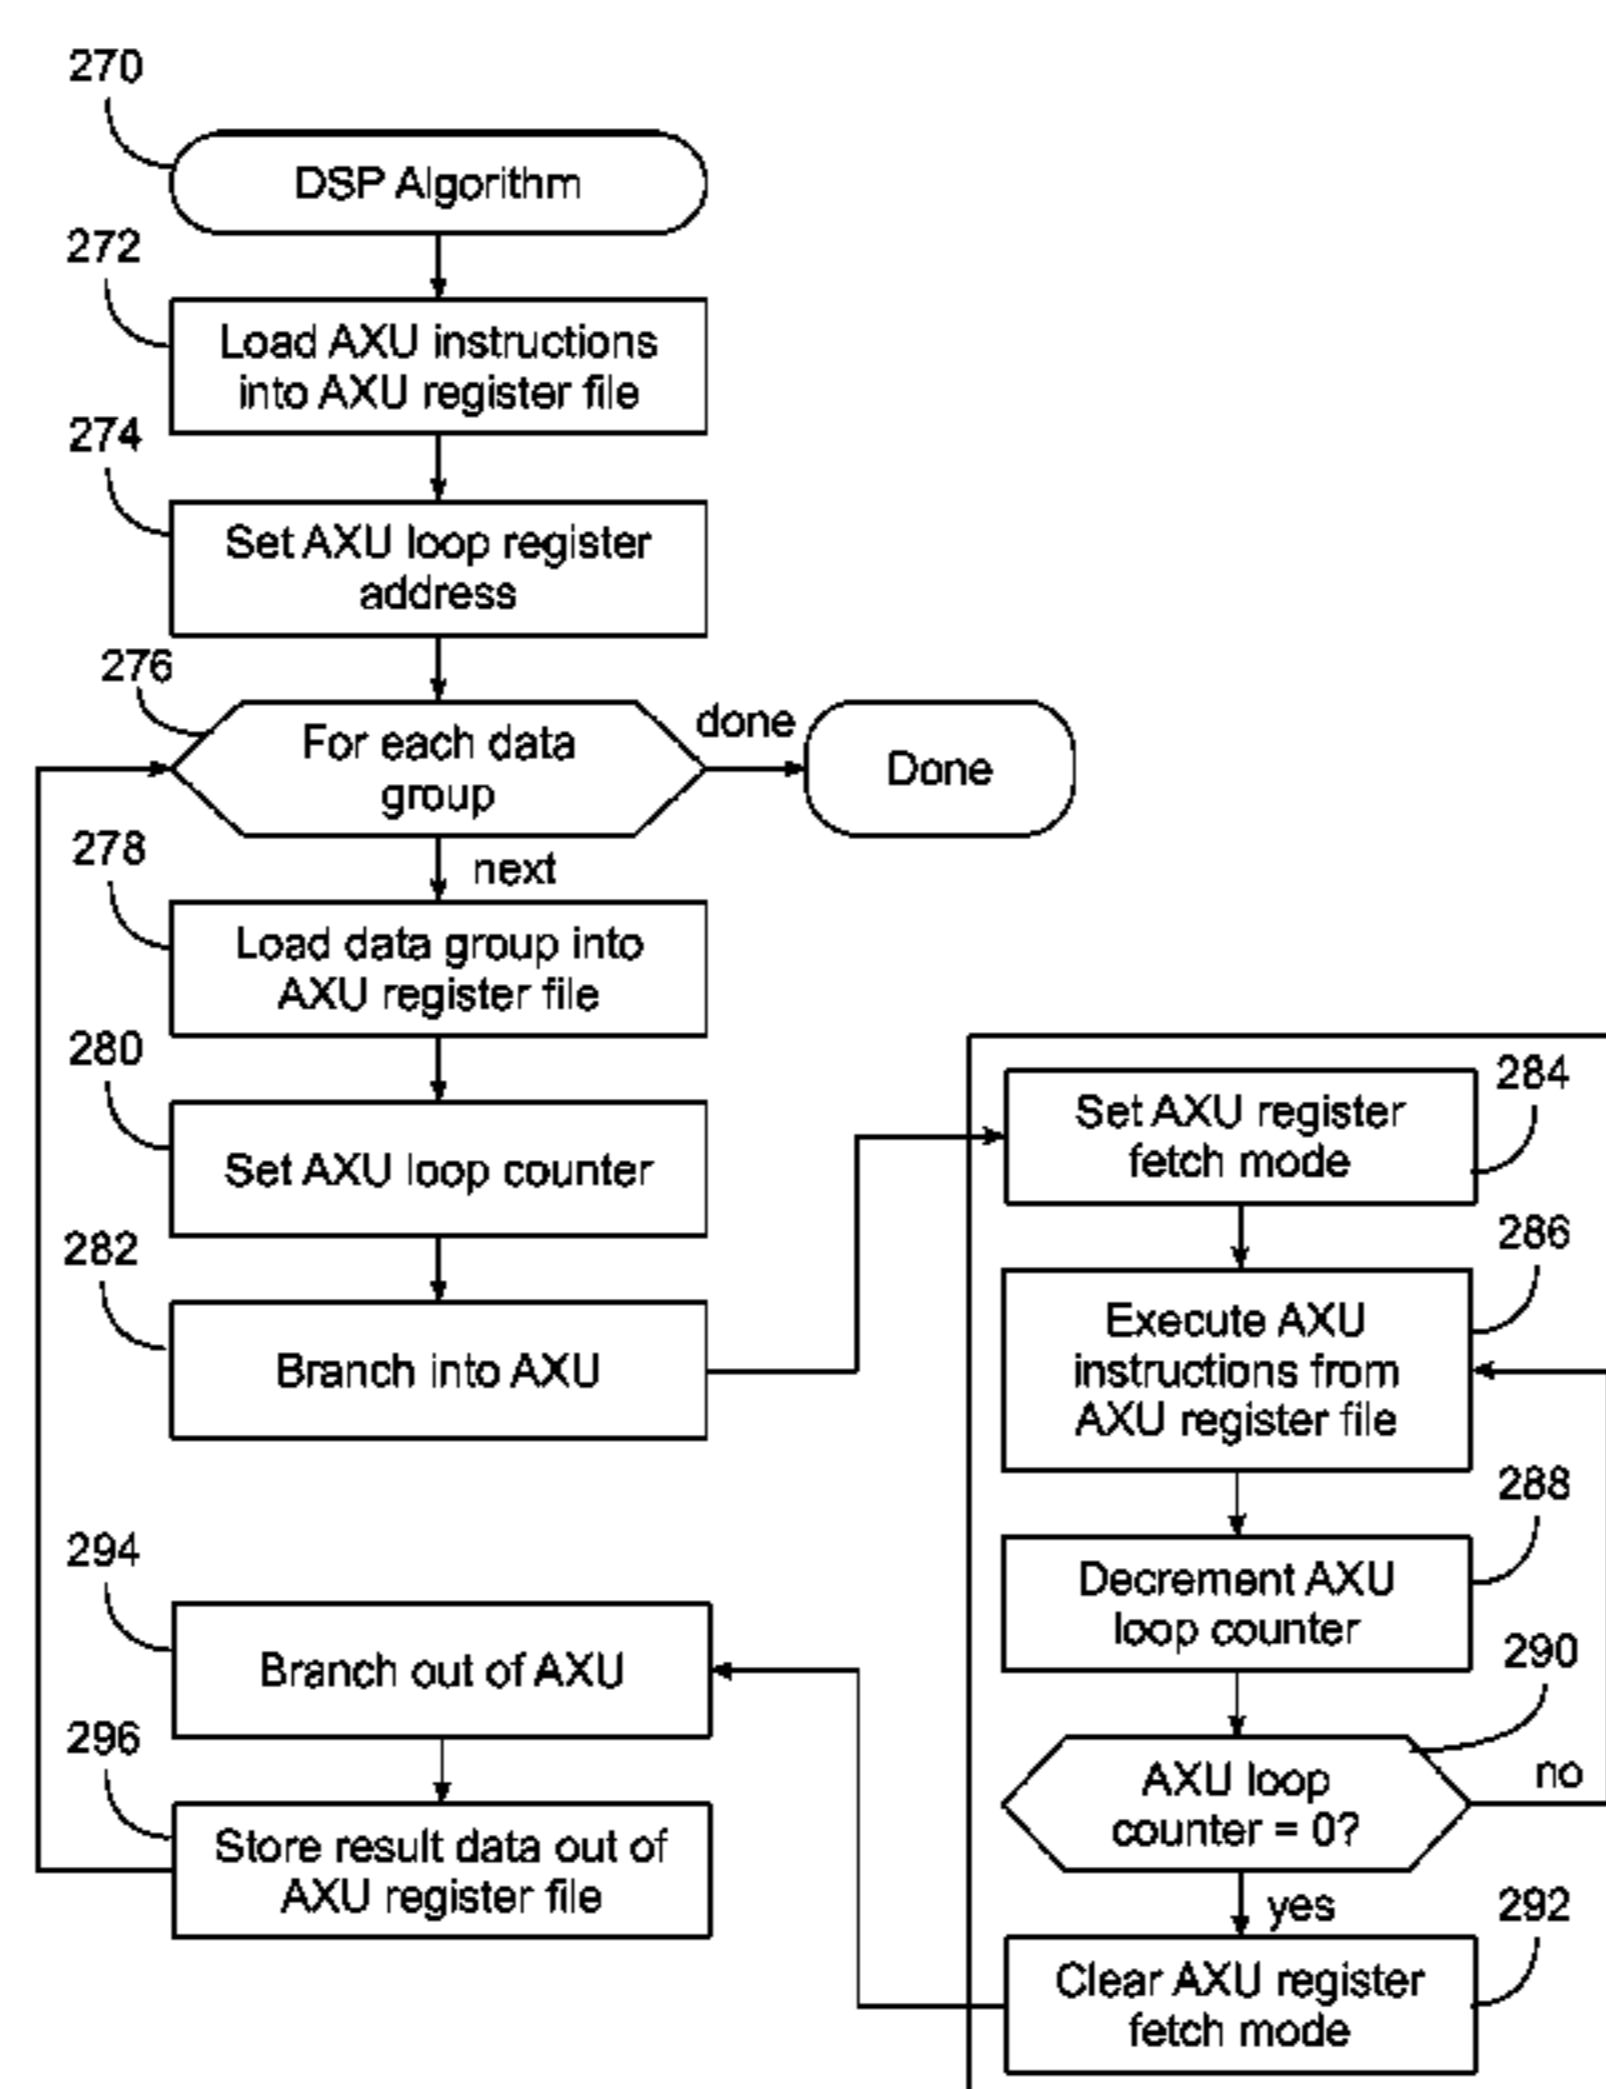 270
DSP Algorithm
272
Load AXU instructions
into AXU register file
274
Set AXU loop register
address
276
For each data
group
done
Done
next
278
Load data group into
AXU register file
280
Set AXU loop counter
282
Branch into AXU
284
Set AXU register
fetch mode
286
Execute AXU
instructions from
AXU register file
288
Decrement AXU
loop counter
290
AXU loop
counter = 0?
no
yes
292
Clear AXU register
fetch mode
294
Branch out of AXU
296
Store result data out of
AXU register file